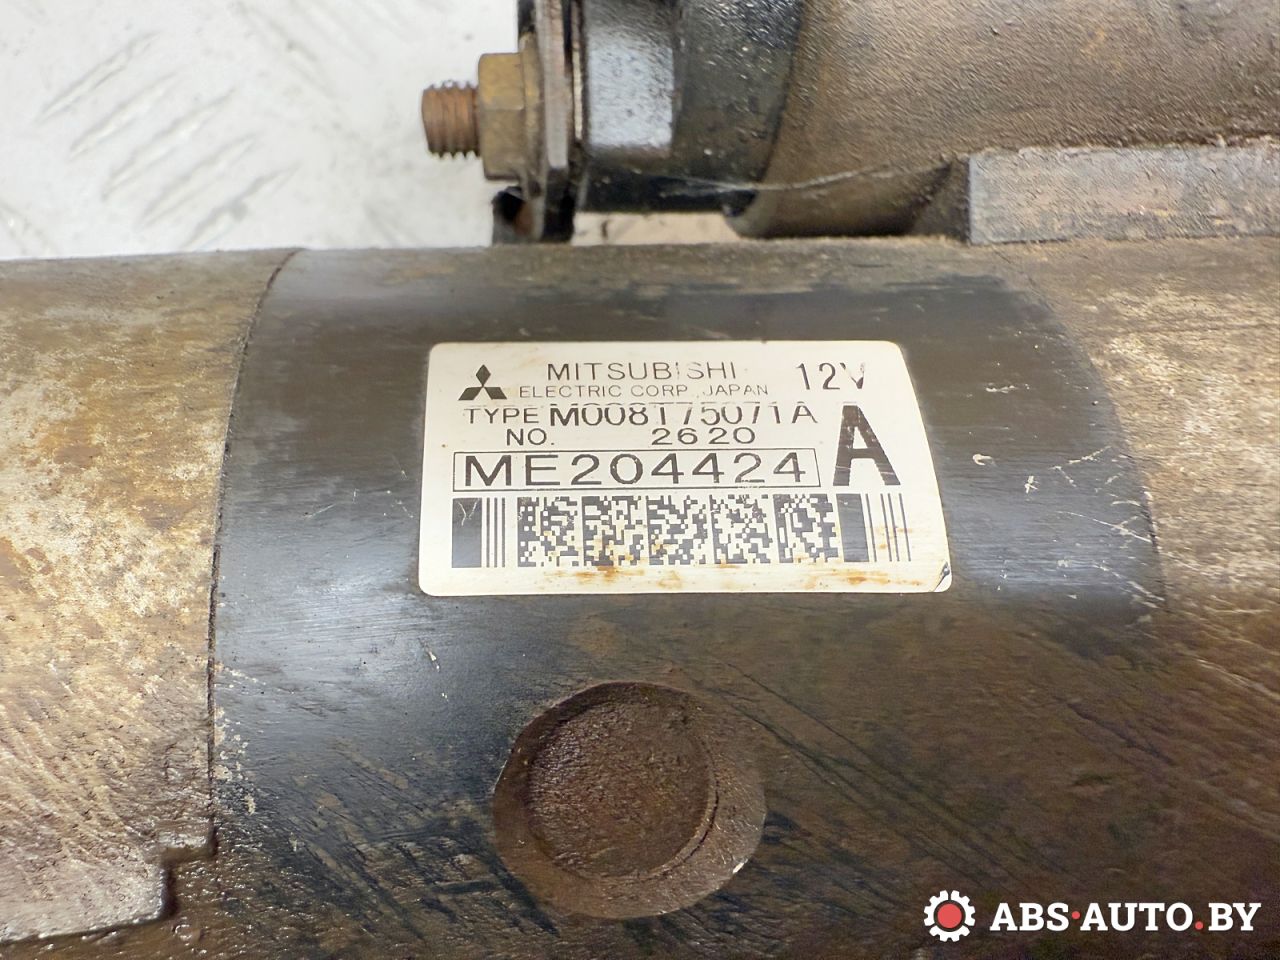 MITSUBISHI 12V
ELECTRIC CORP. JAPAN
TYPE M008T75071A
NO. 2620 A
ME204424
ABS·AUTO.BY